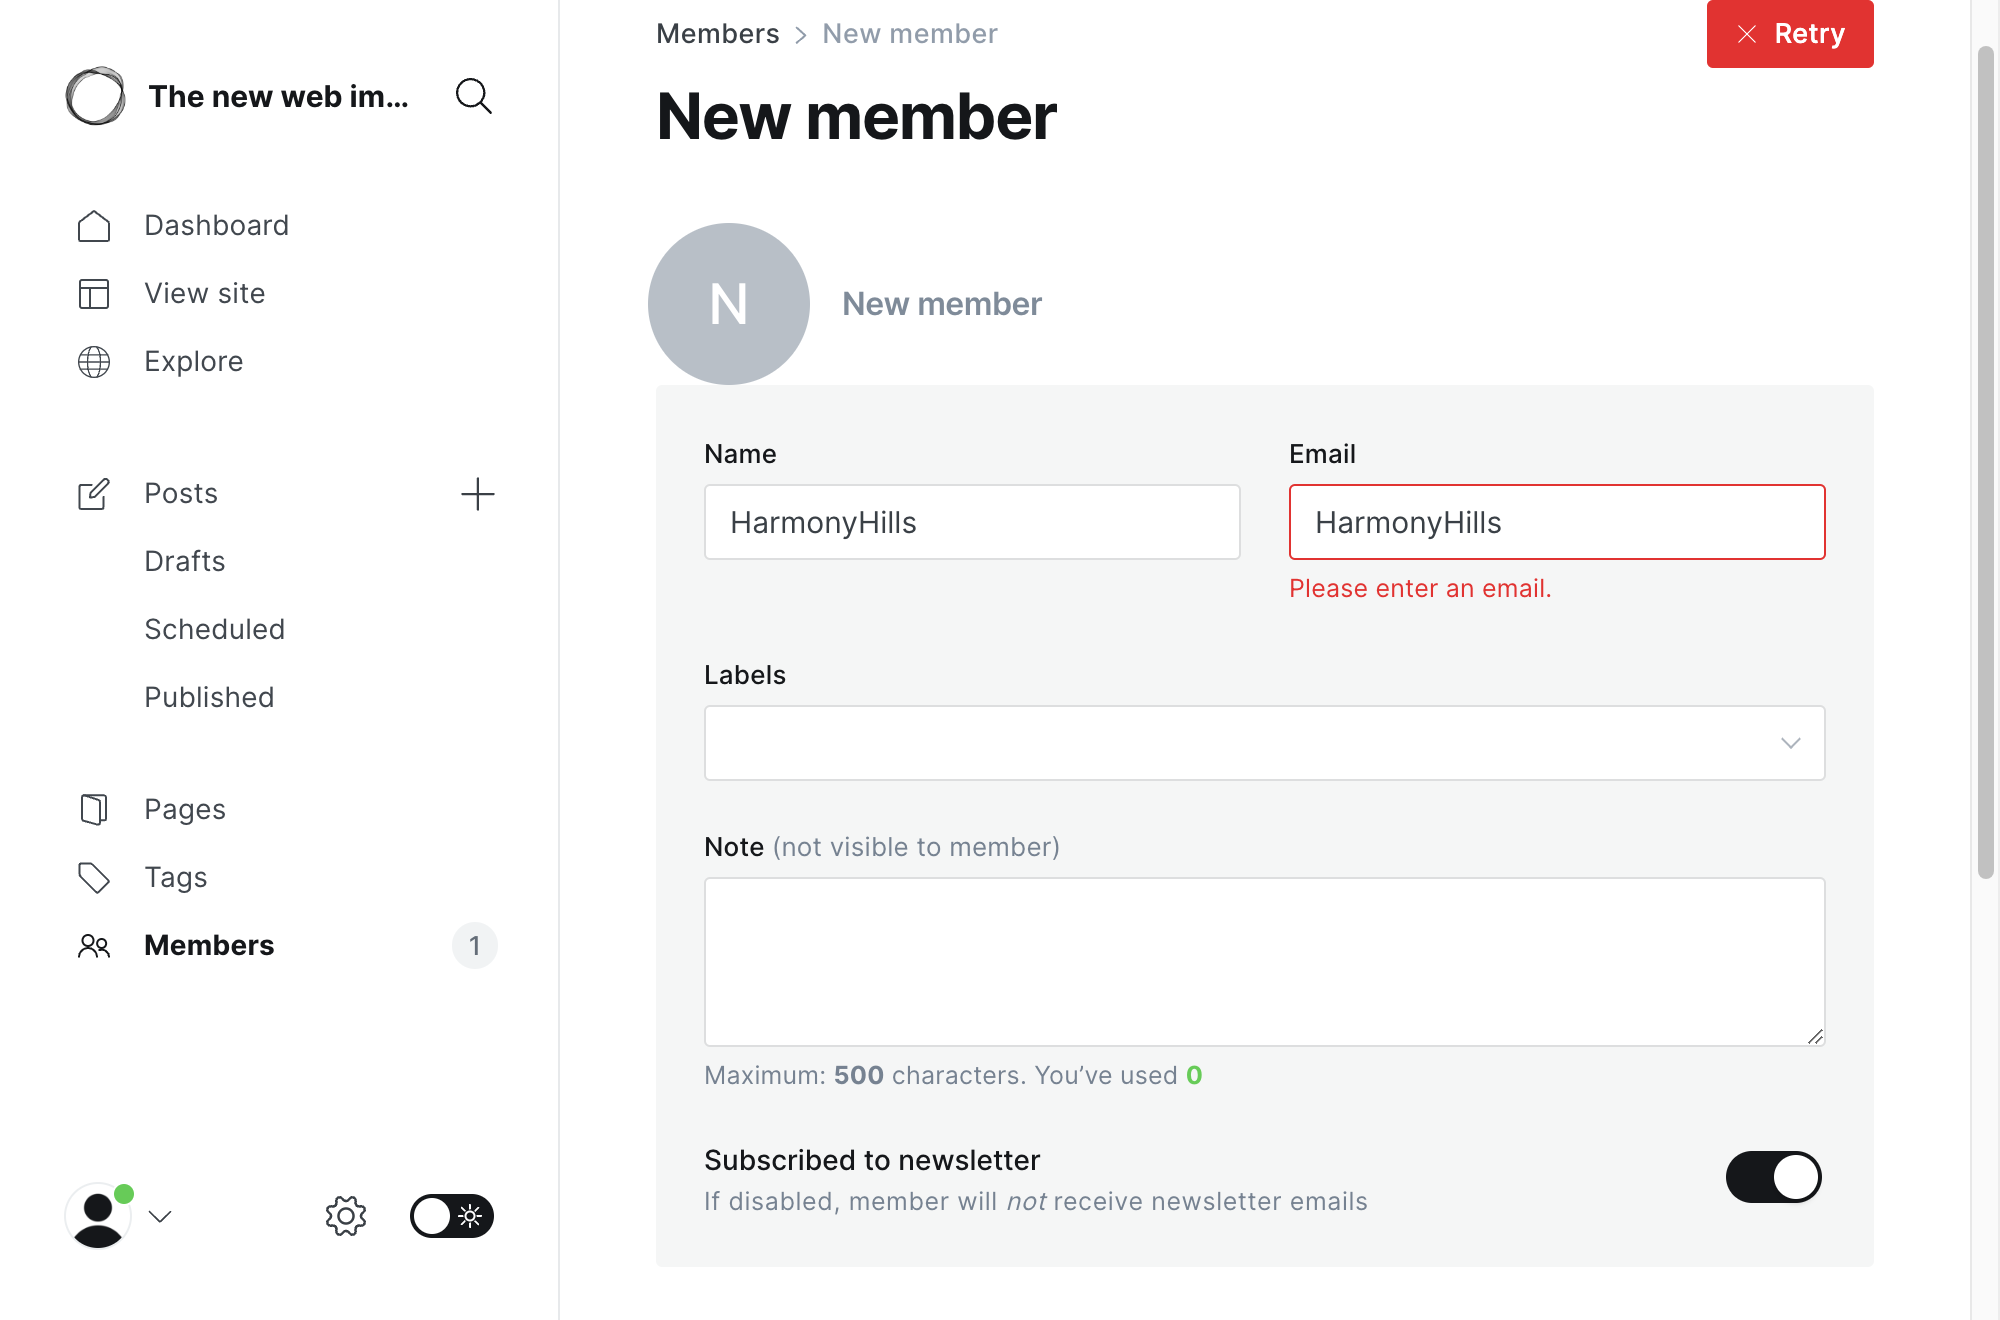 The new web im...
Dashboard
View site
Explore
Posts
Drafts
Scheduled
Published
Pages
Tags
Members 1
Members > New member
Retry
New member
N
New member
Name
HarmonyHills
Email
HarmonyHills
Please enter an email.
Labels
Note (not visible to member)
Maximum: 500 characters. You’ve used 0
Subscribed to newsletter
If disabled, member will not receive newsletter emails